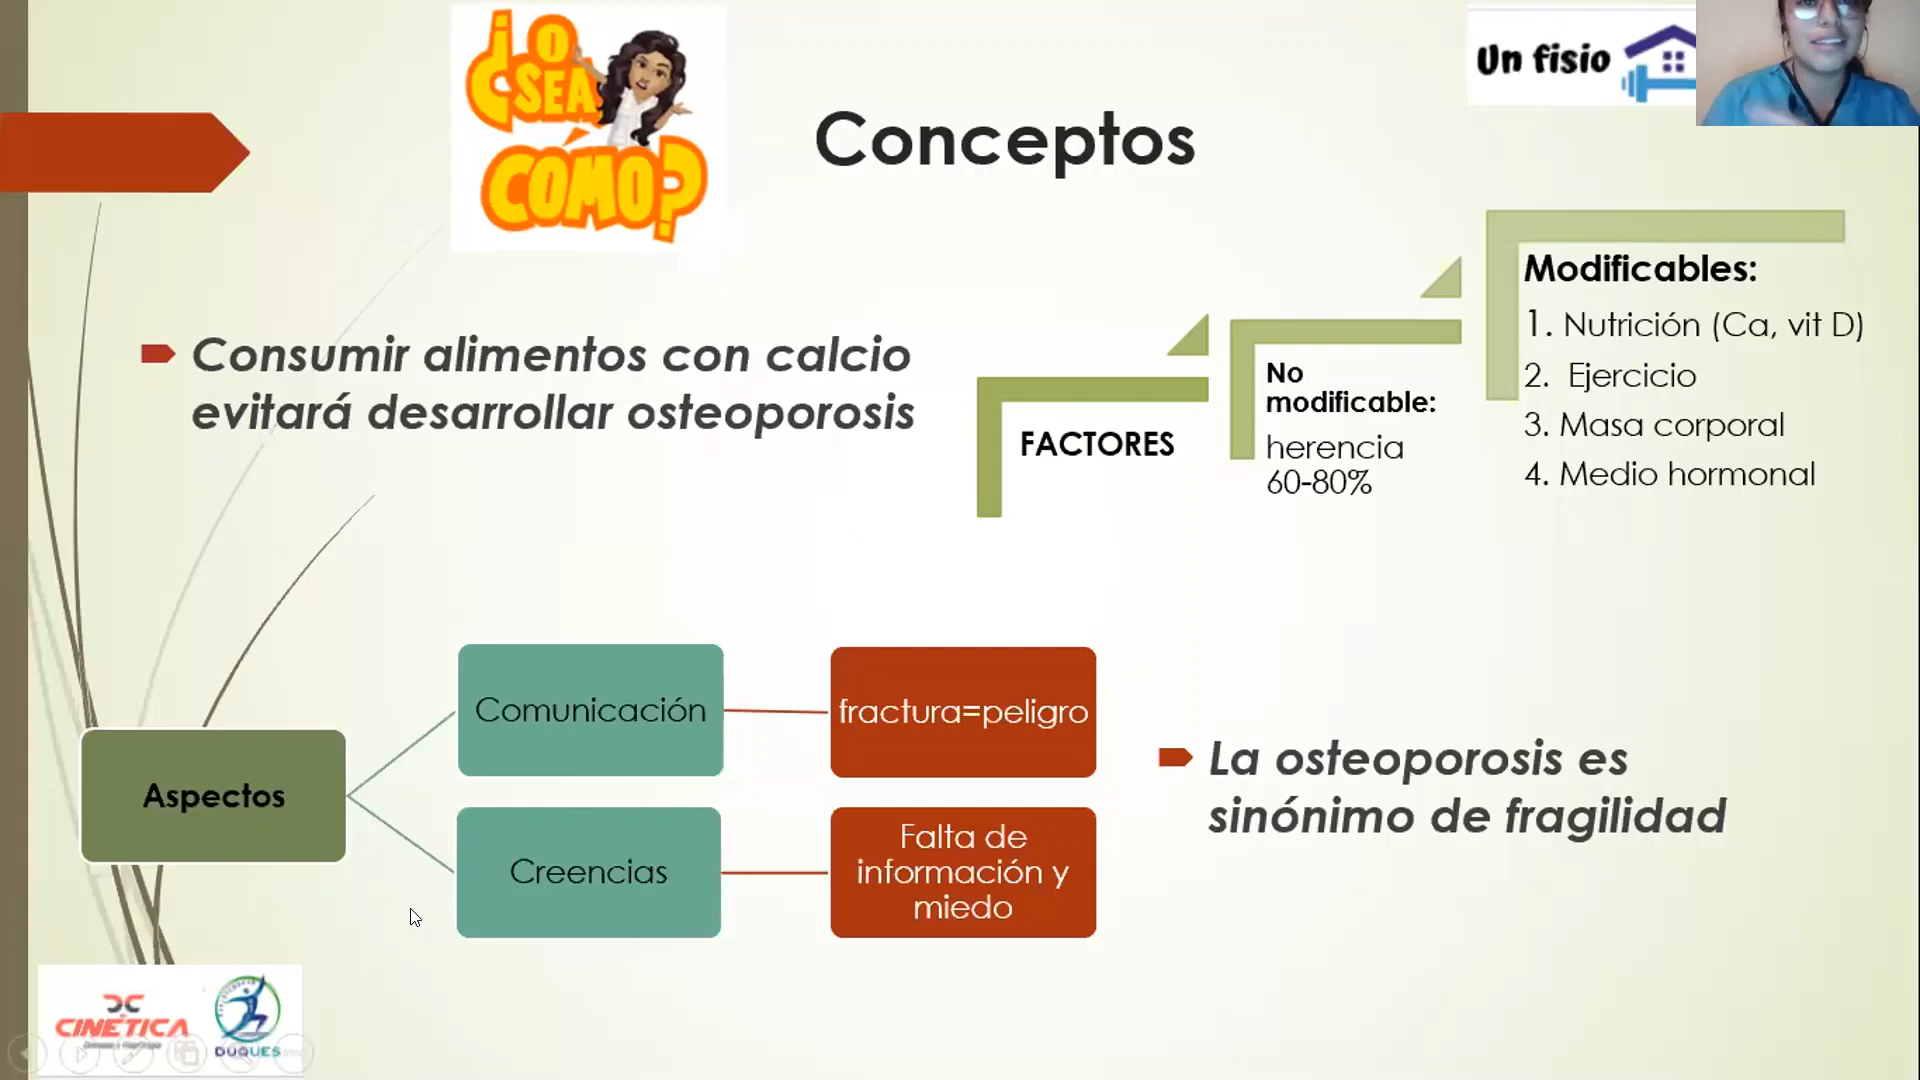 ¿¡O
SEA
CÓMO?
Conceptos
Un fisio
Consumir alimentos con calcio
evitará desarrollar osteoporosis
FACTORES
No
modificable:
herencia
60-80%
Modificables:
1. Nutrición (Ca, vit D)
2. Ejercicio
3. Masa corporal
4. Medio hormonal
Aspectos
Comunicación
fractura=peligro
Creencias
Falta de
información y
miedo
La osteoporosis es
sinónimo de fragilidad
CINÉTICA
DUQUES